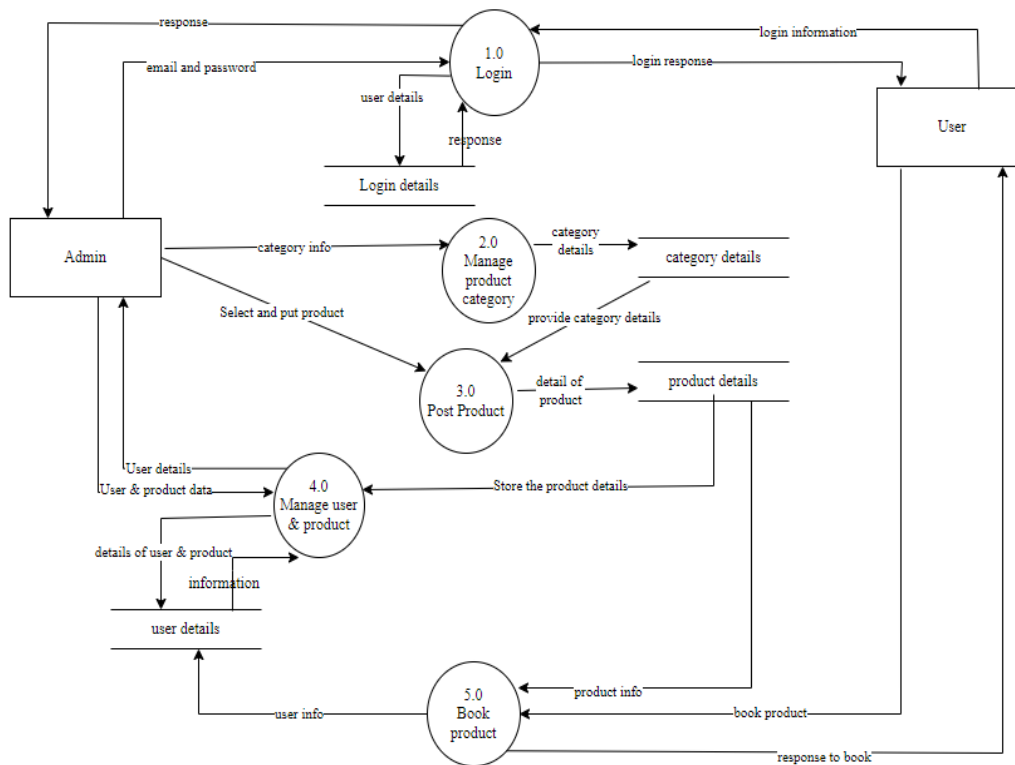 response
login information
1.0
Login
email and password
login response
user details
response
User
Login details
Admin
category info
2.0
Manage
product
category
category
details
category details
Select and put product
provide category details
3.0
Post Product
detail of
product
product details
User details
User & product data
4.0
Manage user
& product
Store the product details
details of user & product
information
user details
5.0
Book
product
product info
user info
book product
response to book